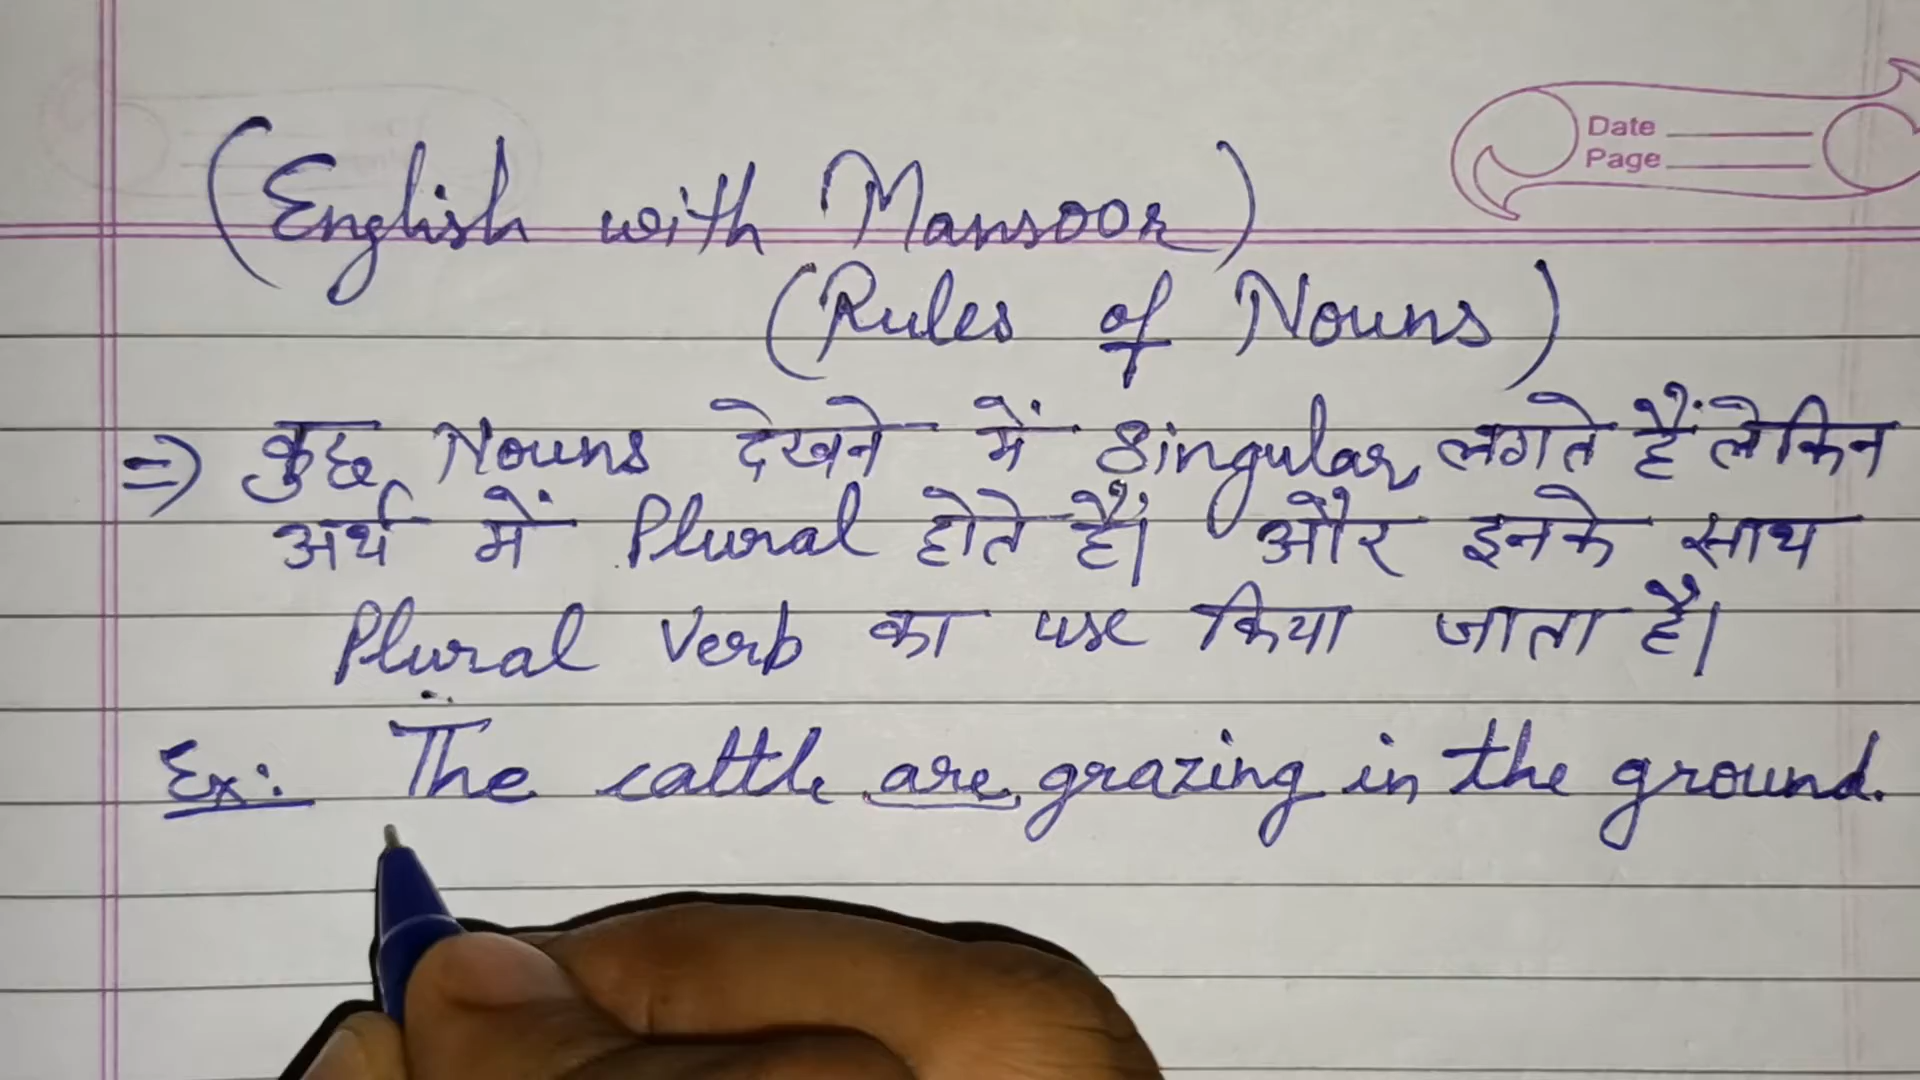 Date
Page
(English with Mansoor)
(Rules of Nouns)
=> कुछ Nouns देखने में Singular लगते हैं लेकिन
अर्थ में Plural होते हैं। और इनके साथ
Plural Verb का use किया जाता है।
Ex: The cattle are grazing in the ground.